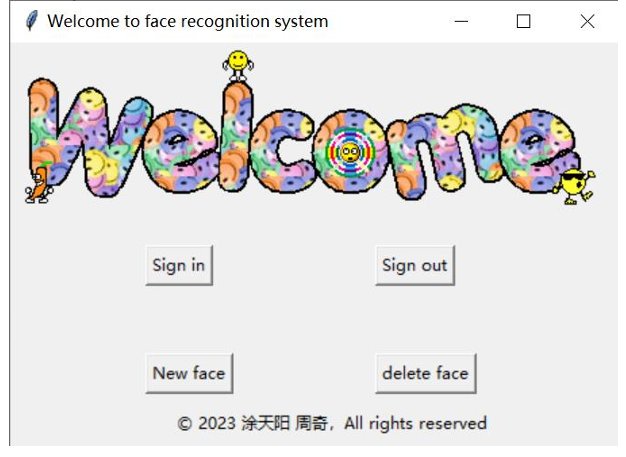 Welcome to face recognition system
Welcome
Sign in
Sign out
New face
delete face
© 2023 涂天阳 周奇，All rights reserved